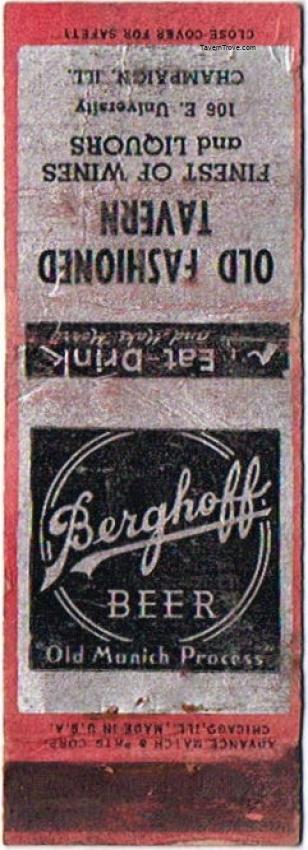 CLOSE COVER FOR SAFETY
TavernTrove.com
OLD FASHIONED
TAVERN
FINEST OF WINES
and LIQUORS
106 E. University
CHAMPAIGN, ILL.
Eat-Drink
and Make Merry
Berghoff
BEER
"Old Munich Process"
ADVANCE MATCH & PNTG CORP.
CHICAGO, ILL., MADE IN U.S.A.